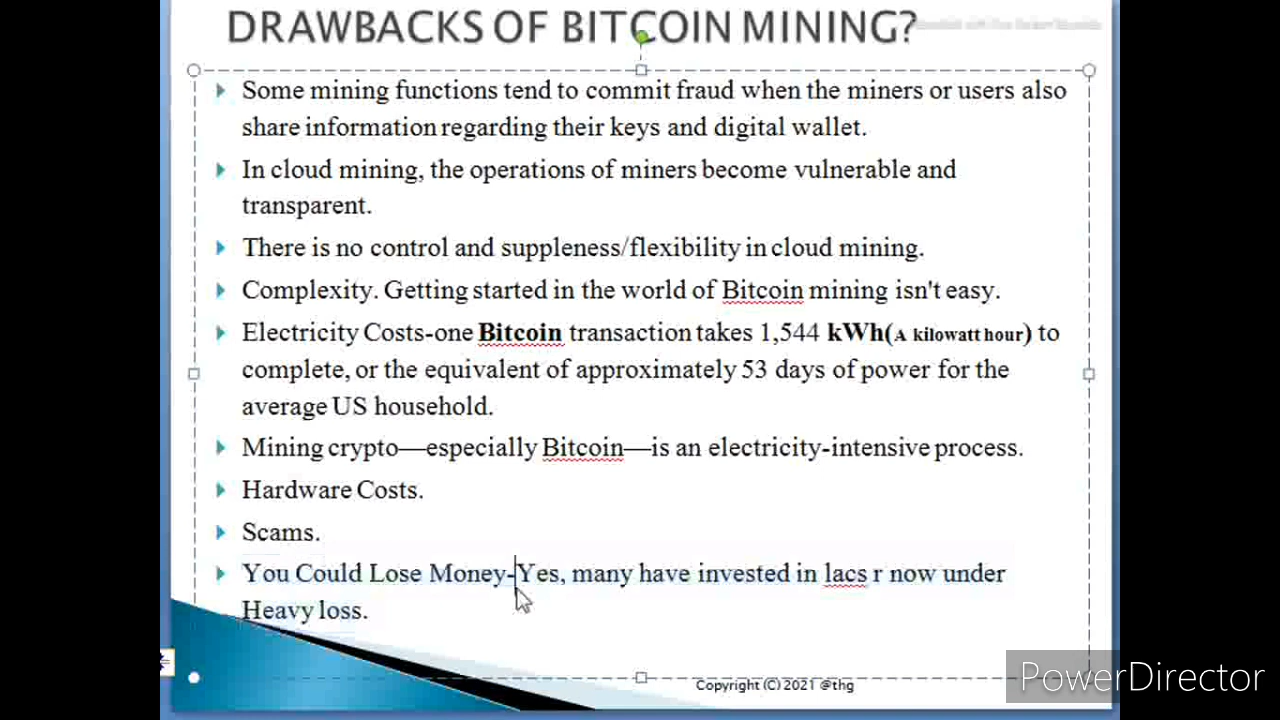 DRAWBACKS OF BITCOIN MINING?
Some mining functions tend to commit fraud when the miners or users also
share information regarding their keys and digital wallet.
In cloud mining, the operations of miners become vulnerable and
transparent.
There is no control and suppleness/flexibility in cloud mining.
Complexity. Getting started in the world of Bitcoin mining isn't easy.
Electricity Costs-one Bitcoin transaction takes 1,544 kWh(A kilowatt hour) to
complete, or the equivalent of approximately 53 days of power for the
average US household.
Mining crypto—especially Bitcoin—is an electricity-intensive process.
Hardware Costs.
Scams.
You Could Lose Money-Yes, many have invested in lacs r now under
Heavy loss.
Copyright (C) 2021 @thg
PowerDirector